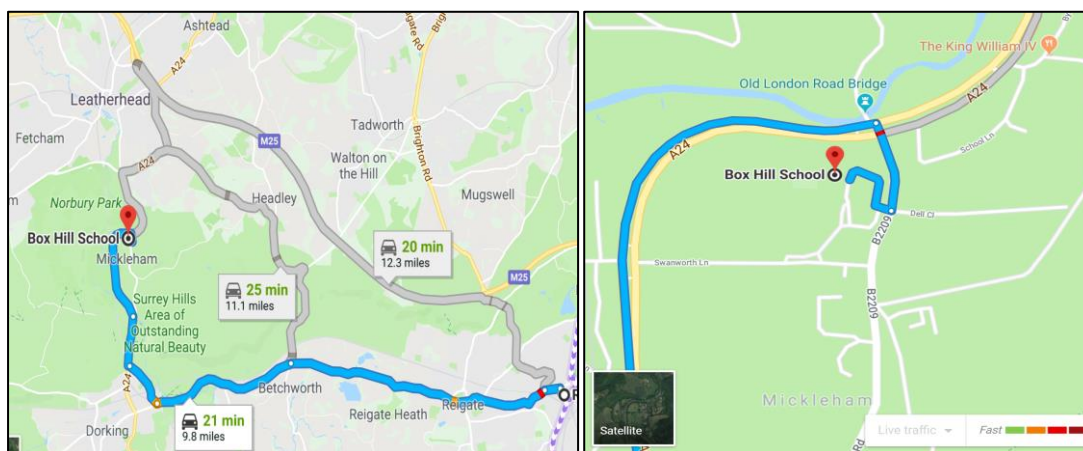 Ashtead
A24
Leatherhead
Fetcham
A24
M25
Tadworth
Walton on
the Hill
Brighton Rd
Headley
Mugswell
Norbury Park
Box Hill School
Mickleham
20 min
12.3 miles
M25
25 min
11.1 miles
Surrey Hills
Area of
Outstanding
Natural Beauty
A24
Betchworth
Reigate Heath
Reigate
R
21 min
9.8 miles
Dorking
The King William IV
Old London Road Bridge
A24
A24
School Ln
Box Hill School
Dell Cl
B2209
Swanworth Ln
B2209
Mickleham
Rd
Satellite
Live traffic
Fast